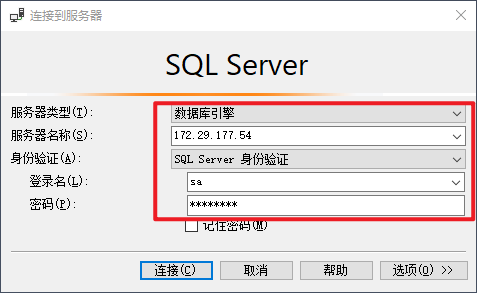 连接到服务器
SQL Server
服务器类型(T): 数据库引擎
服务器名称(S): 172.29.177.54
身份验证(A): SQL Server 身份验证
登录名(L): sa
密码(P): ********
记住密码(M)
连接(C) 取消 帮助 选项(O) >>